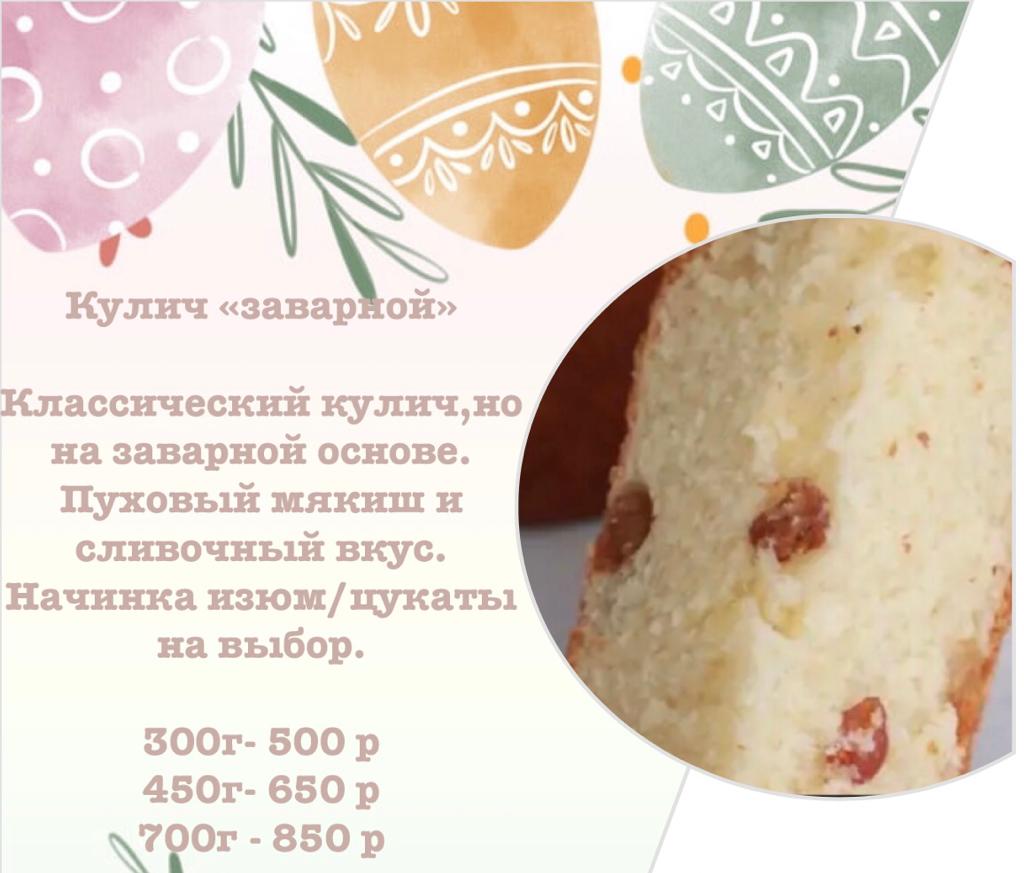 Кулич «заварной»
Классический кулич,но
на заварной основе.
Пуховый мякиш и
сливочный вкус.
Начинка изюм/цукаты
на выбор.
300г- 500 р
450г- 650 р
700г - 850 р